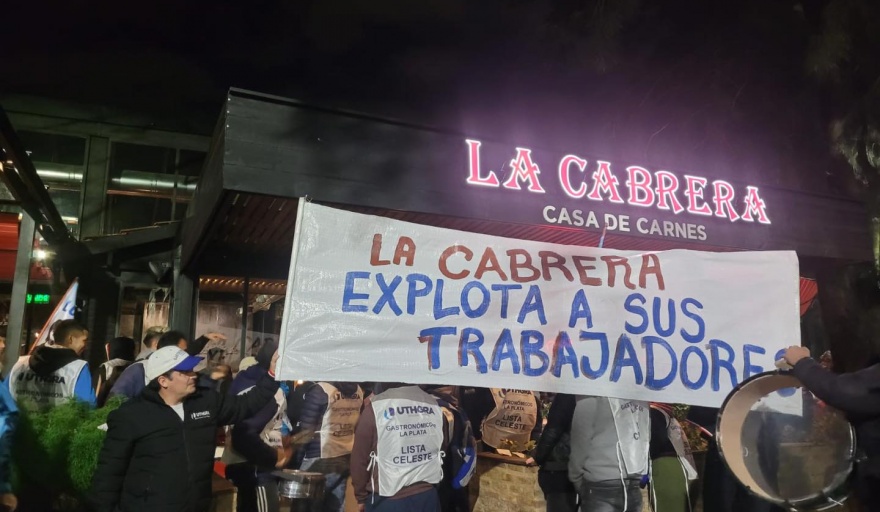 LA CABRERA
CASA DE CARNES
LA CABRERA
EXPLOTA A SUS
TRABAJADORES
UTHGRA
GASTRONÓMICOS
LA PLATA
LISTA
CELESTE